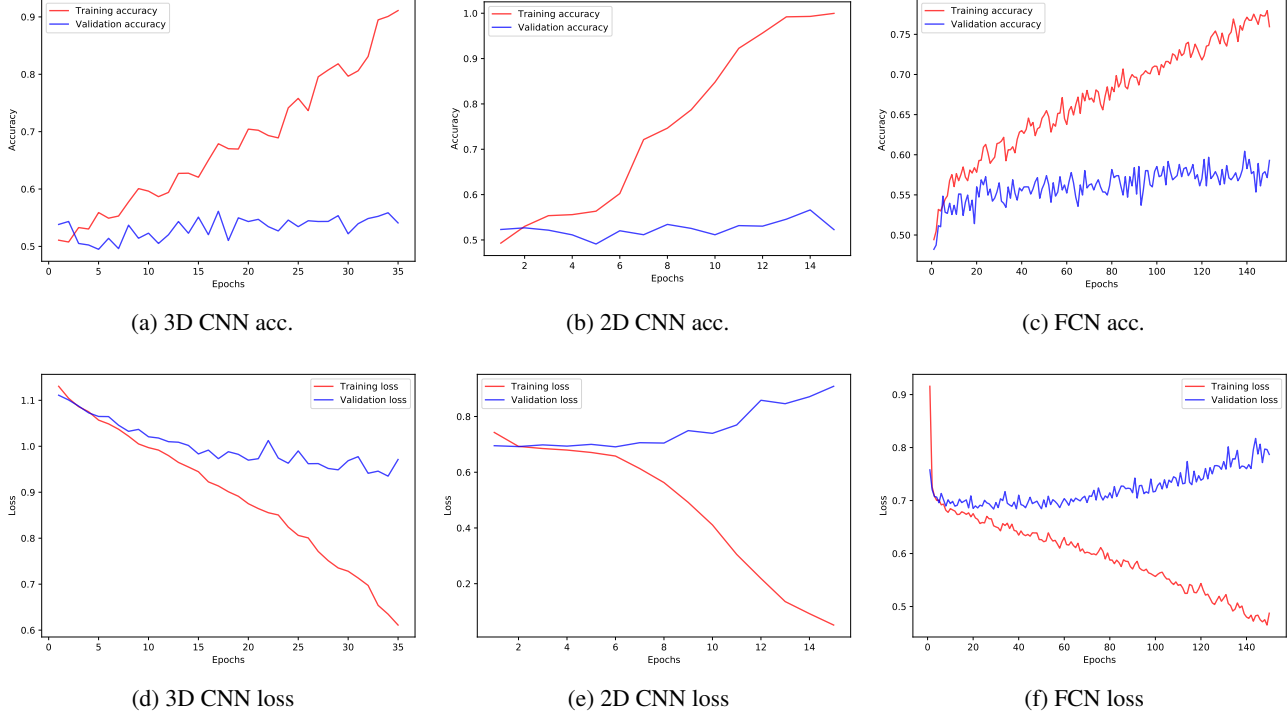 Training accuracy
Validation accuracy
0.9
0.8
0.7
0.6
0.5
Accuracy
0 5 10 15 20 25 30 35
Epochs
(a) 3D CNN acc.
Training accuracy
Validation accuracy
1.0
0.9
0.8
0.7
0.6
0.5
Accuracy
2 4 6 8 10 12 14
Epochs
(b) 2D CNN acc.
Training accuracy
Validation accuracy
0.75
0.70
0.65
0.60
0.55
0.50
Accuracy
0 20 40 60 80 100 120 140
Epochs
(c) FCN acc.
Training loss
Validation loss
1.1
1.0
0.9
0.8
0.7
0.6
Loss
0 5 10 15 20 25 30 35
Epochs
(d) 3D CNN loss
Training loss
Validation loss
0.8
0.6
0.4
0.2
Loss
2 4 6 8 10 12 14
Epochs
(e) 2D CNN loss
Training loss
Validation loss
0.9
0.8
0.7
0.6
0.5
Loss
0 20 40 60 80 100 120 140
Epochs
(f) FCN loss